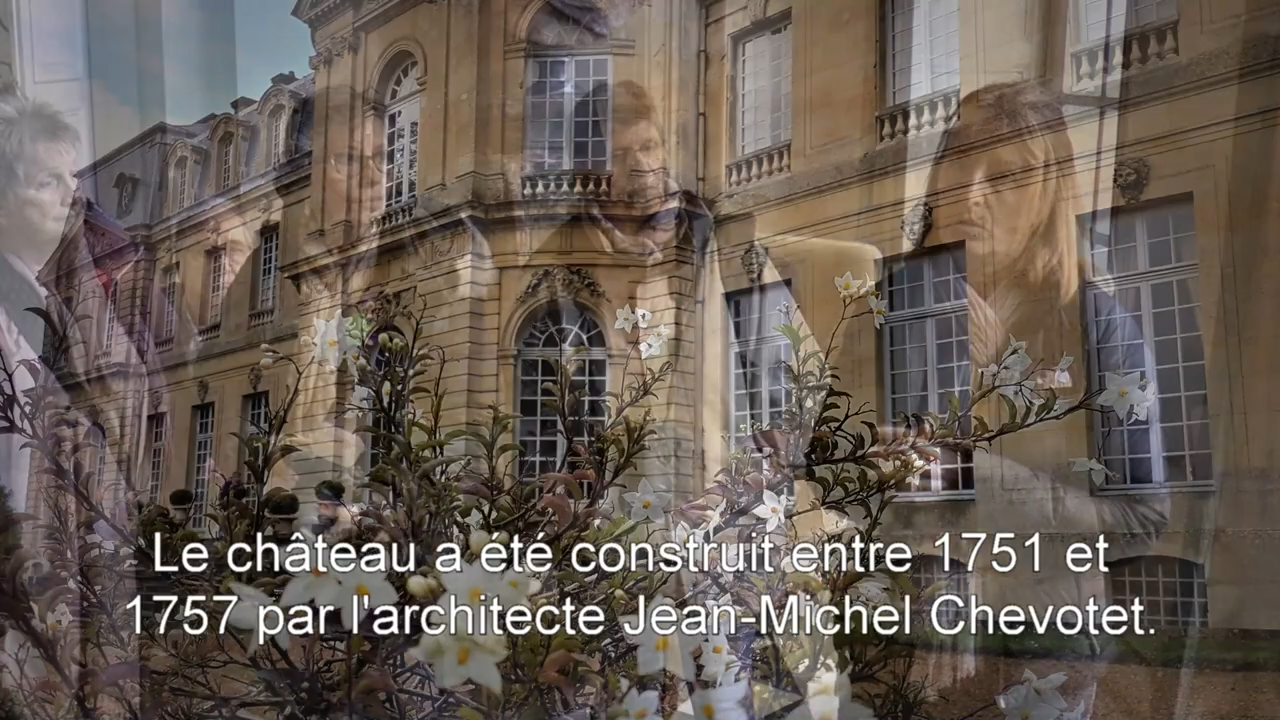 Le château a été construit entre 1751 et
1757 par l'architecte Jean-Michel Chevotet.